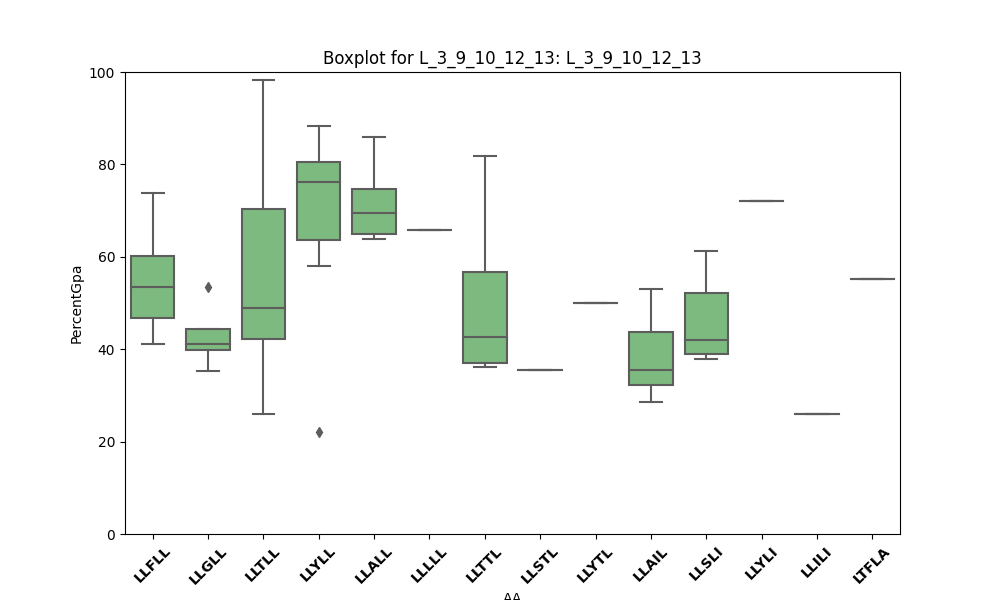 Boxplot for L_3_9_10_12_13: L_3_9_10_12_13
100
80
60
40
20
0
PercentGpa
LLFLL
LLGLL
LLTLL
LLYLL
LLALL
LLLLL
LLTTL
LLSTL
LLYTL
LLAIL
LLSLI
LLYLI
LLILI
LTFLA
AA